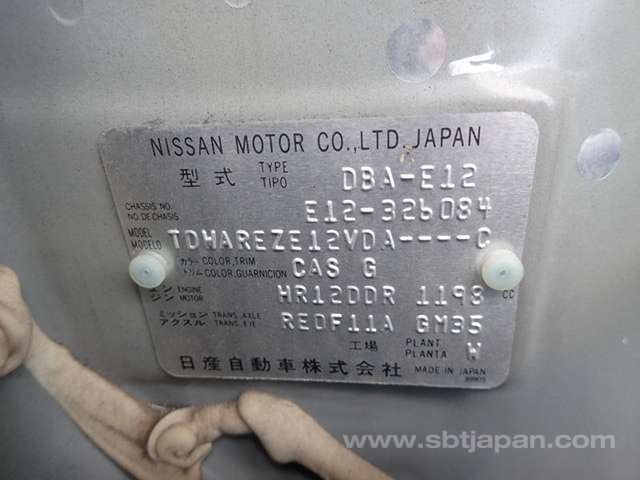 NISSAN MOTOR CO.,LTD. JAPAN
型式 TYPE TIPO DBA-E12
CHASSIS NO. NO.DE CHASIS E12-326084
MODEL MODELO TDHAREZE12VDA----C
カラー トリム COLOR,TRIM COLOR,GUARNICION CAS G
エンジン ENGINE MOTOR HR12DDR 1198 CC
ミッション アクスル TRANS. AXLE TRANS. EJE RE0F11A GM35
工場 PLANT PLANTA W
日産自動車株式会社 MADE IN JAPAN
www.sbtjapan.com